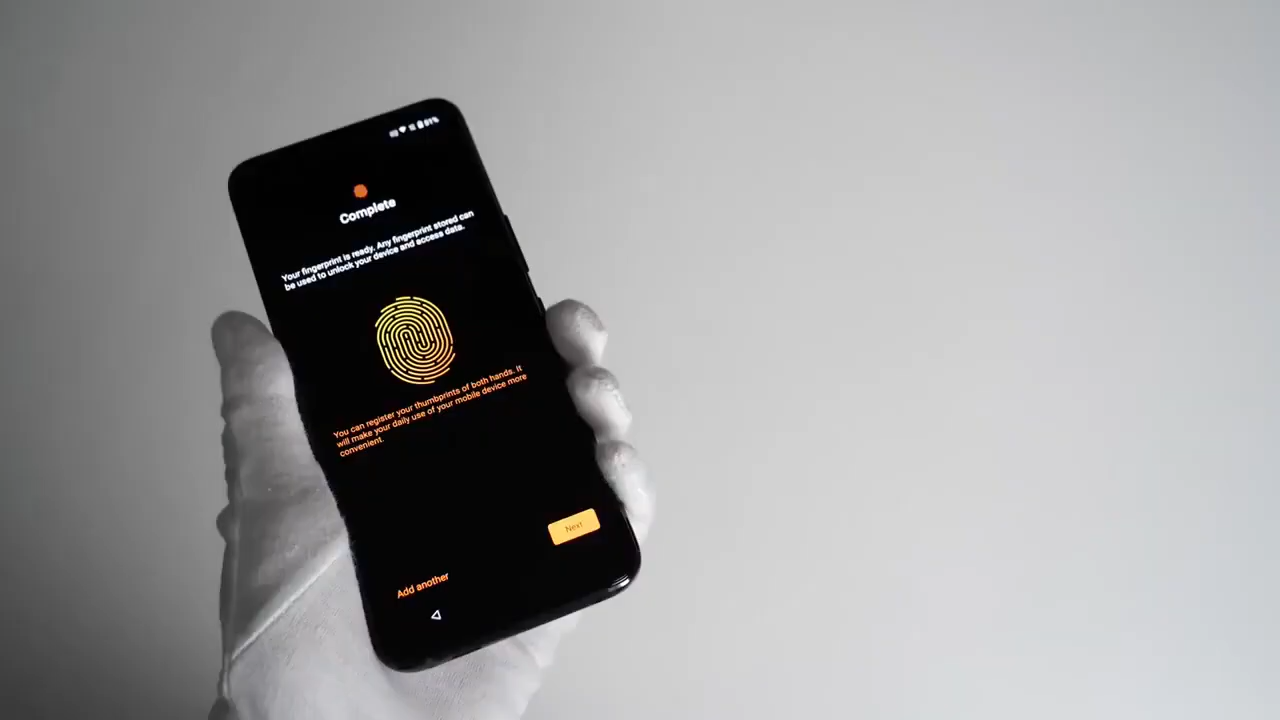 91%
Complete
Your fingerprint is ready. Any fingerprint stored can
be used to unlock your device and access data.
You can register your thumbprints of both hands. It
will make your daily use of your mobile device more
convenient.
Next
Add another